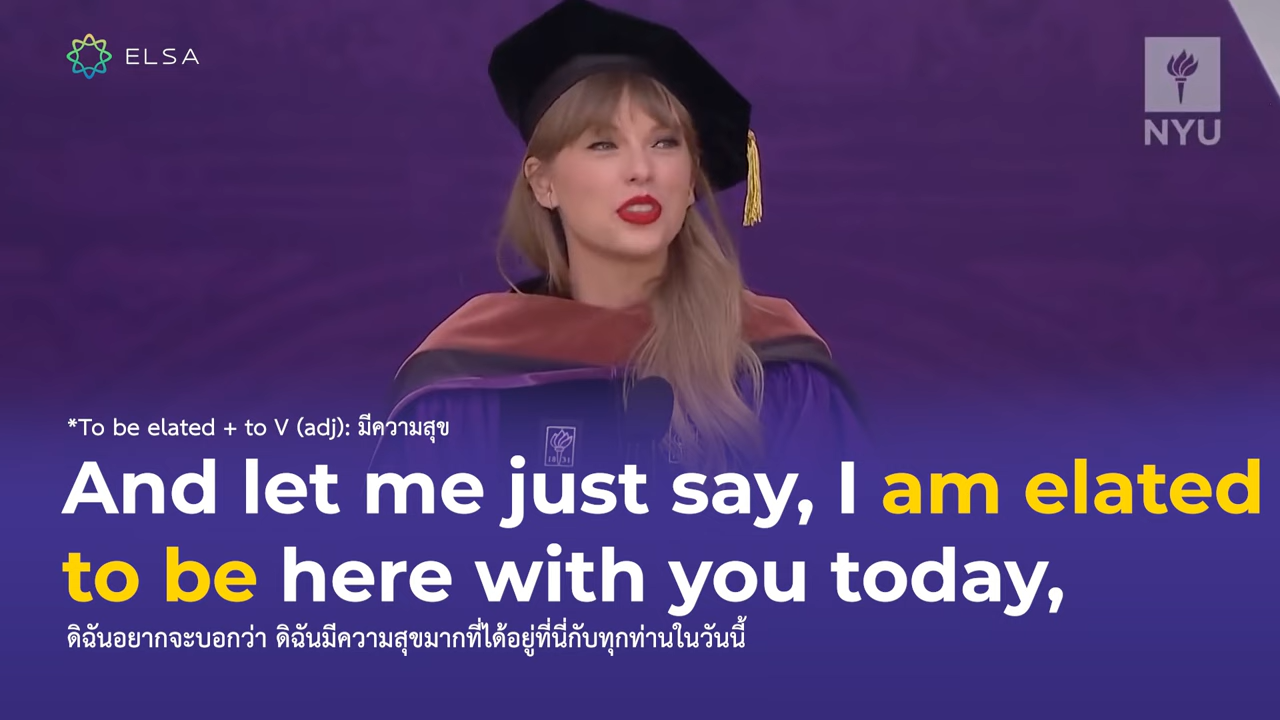 ELSA
NYU
*To be elated + to V (adj): มีความสุข
1831
And let me just say, I am elated
to be here with you today,
ดิฉันอยากจะบอกว่า ดิฉันมีความสุขมากที่ได้อยู่ที่นี่กับทุกท่านในวันนี้